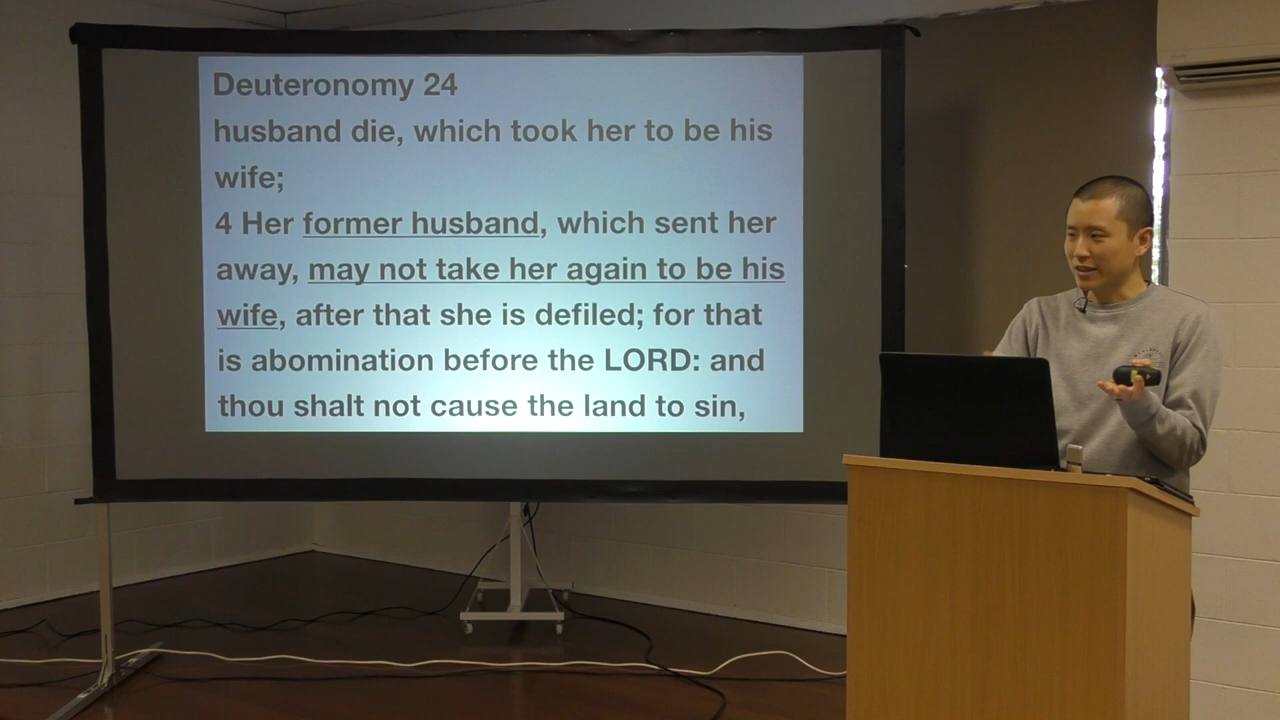 Deuteronomy 24
husband die, which took her to be his
wife;
4 Her former husband, which sent her
away, may not take her again to be his
wife, after that she is defiled; for that
is abomination before the LORD: and
thou shalt not cause the land to sin,